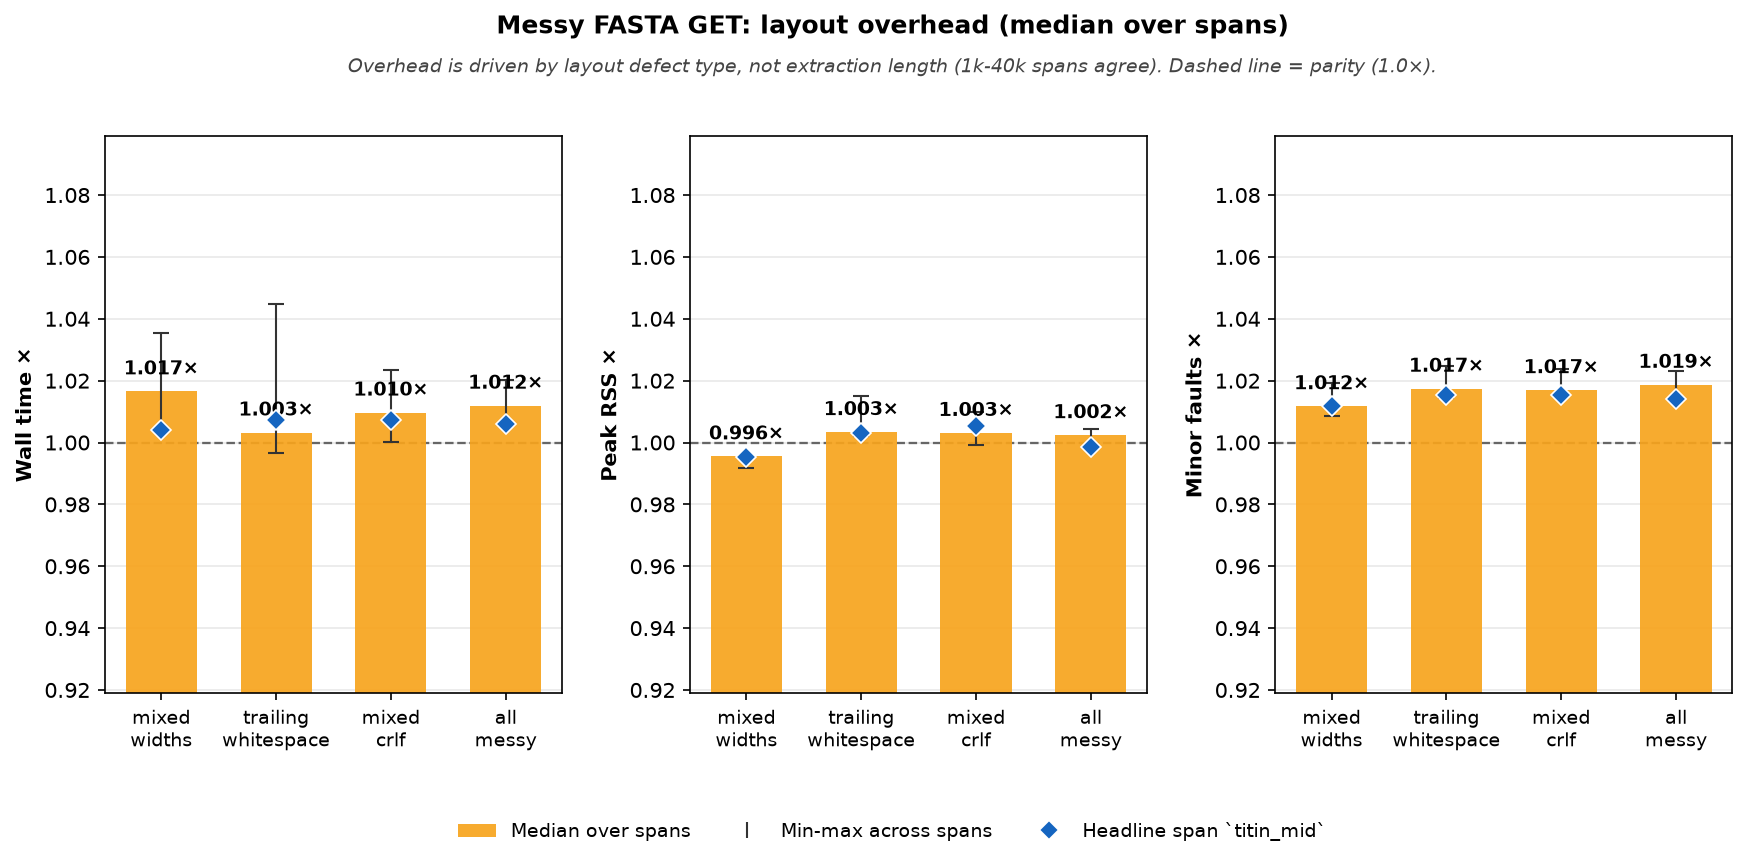 Messy FASTA GET: layout overhead (median over spans)
Overhead is driven by layout defect type, not extraction length (1k-40k spans agree). Dashed line = parity (1.0×).
Wall time ×
1.08
1.06
1.04
1.02
1.00
0.98
0.96
0.94
0.92
1.017×
1.003×
1.010×
1.012×
mixed
widths
trailing
whitespace
mixed
crlf
all
messy
Peak RSS ×
1.08
1.06
1.04
1.02
1.00
0.98
0.96
0.94
0.92
0.996×
1.003×
1.003×
1.002×
mixed
widths
trailing
whitespace
mixed
crlf
all
messy
Minor faults ×
1.08
1.06
1.04
1.02
1.00
0.98
0.96
0.94
0.92
1.012×
1.017×
1.017×
1.019×
mixed
widths
trailing
whitespace
mixed
crlf
all
messy
Median over spans
Min-max across spans
Headline span `titin_mid`